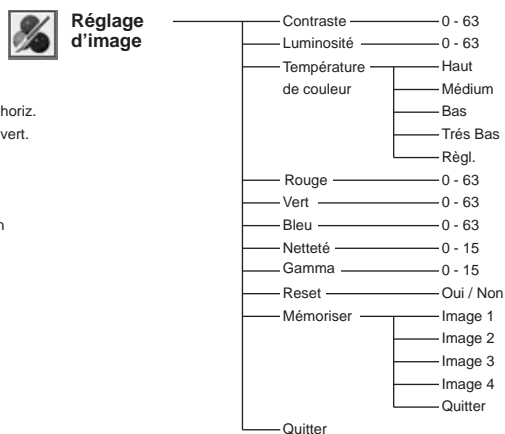 Réglage
d'image
horiz.
vert.
n
Contraste 0 - 63
Luminosité 0 - 63
Température Haut
de couleur Médium
Bas
Trés Bas
Règl.
Rouge 0 - 63
Vert 0 - 63
Bleu 0 - 63
Netteté 0 - 15
Gamma 0 - 15
Reset Oui / Non
Mémoriser Image 1
Image 2
Image 3
Image 4
Quitter
Quitter